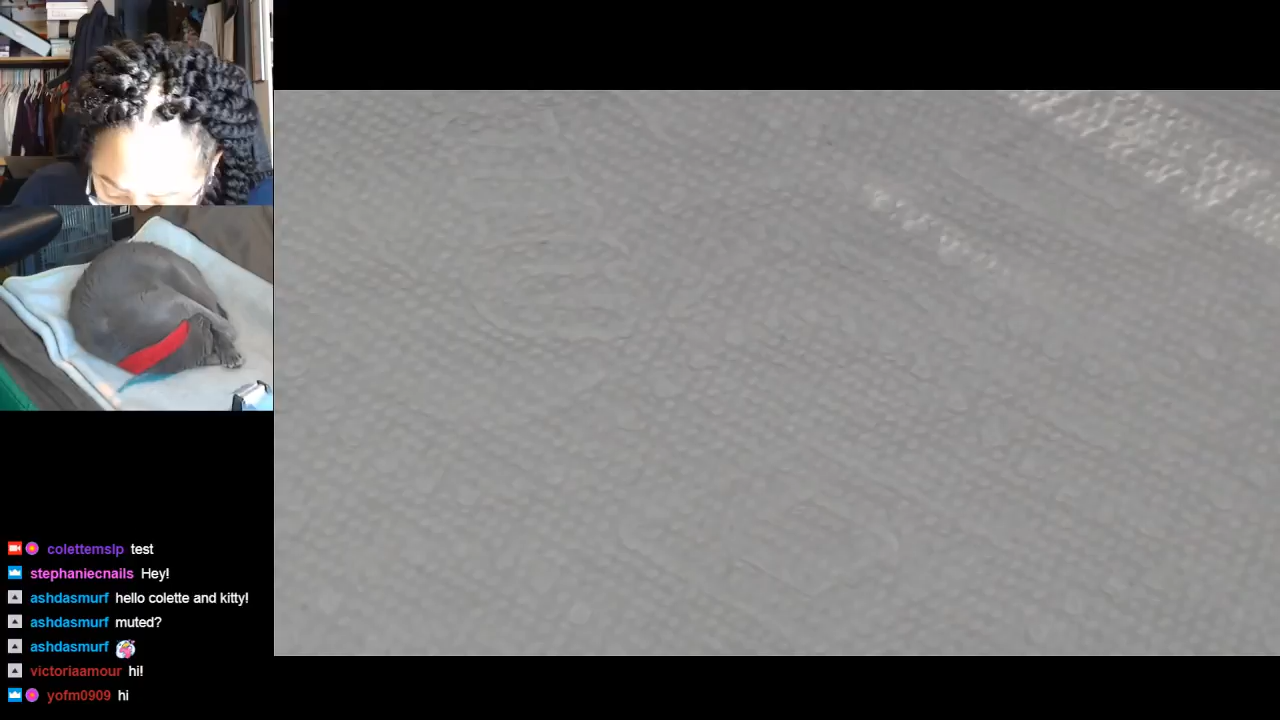 colettemslp test
stephaniecnails Hey!
ashdasmurf hello colette and kitty!
ashdasmurf muted?
ashdasmurf
victoriaamour hi!
yofm0909 hi